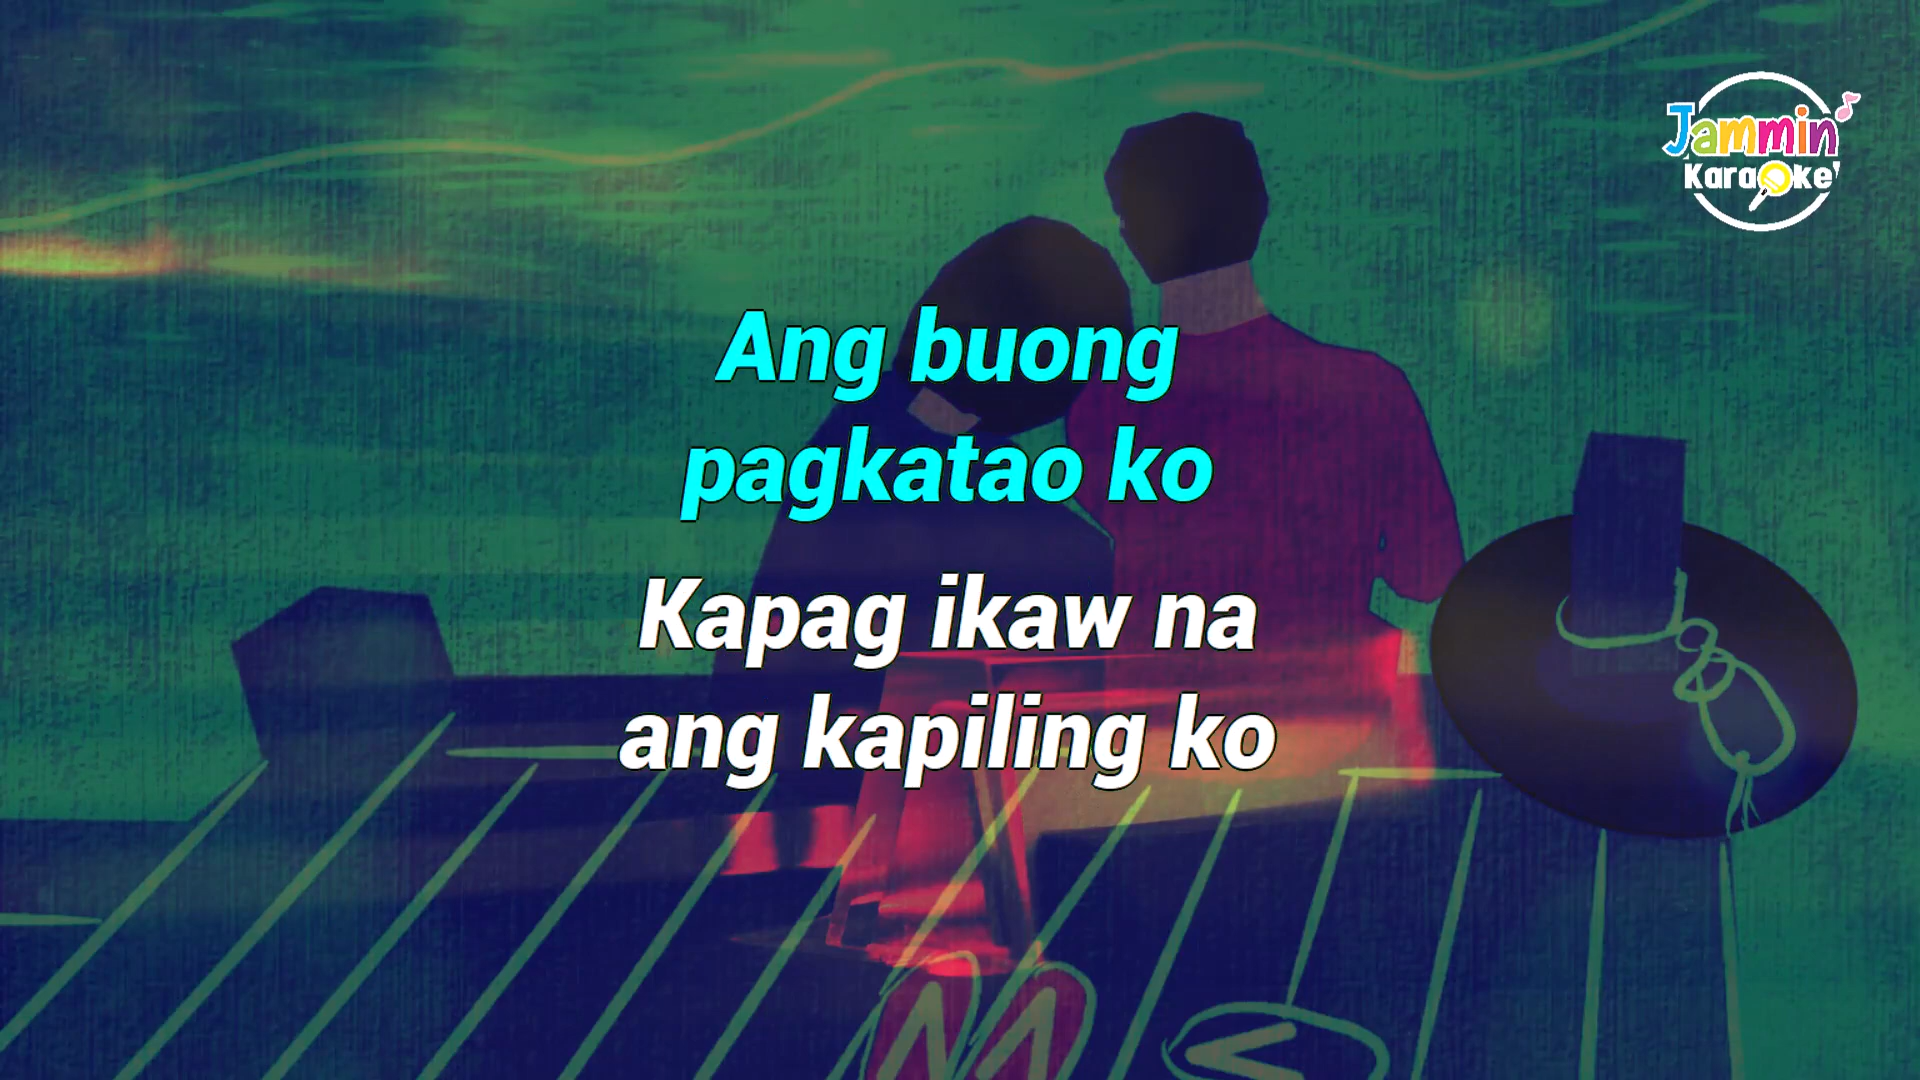 Jammin'
Karaoke
Ang buong
pagkatao ko
Kapag ikaw na
ang kapiling ko